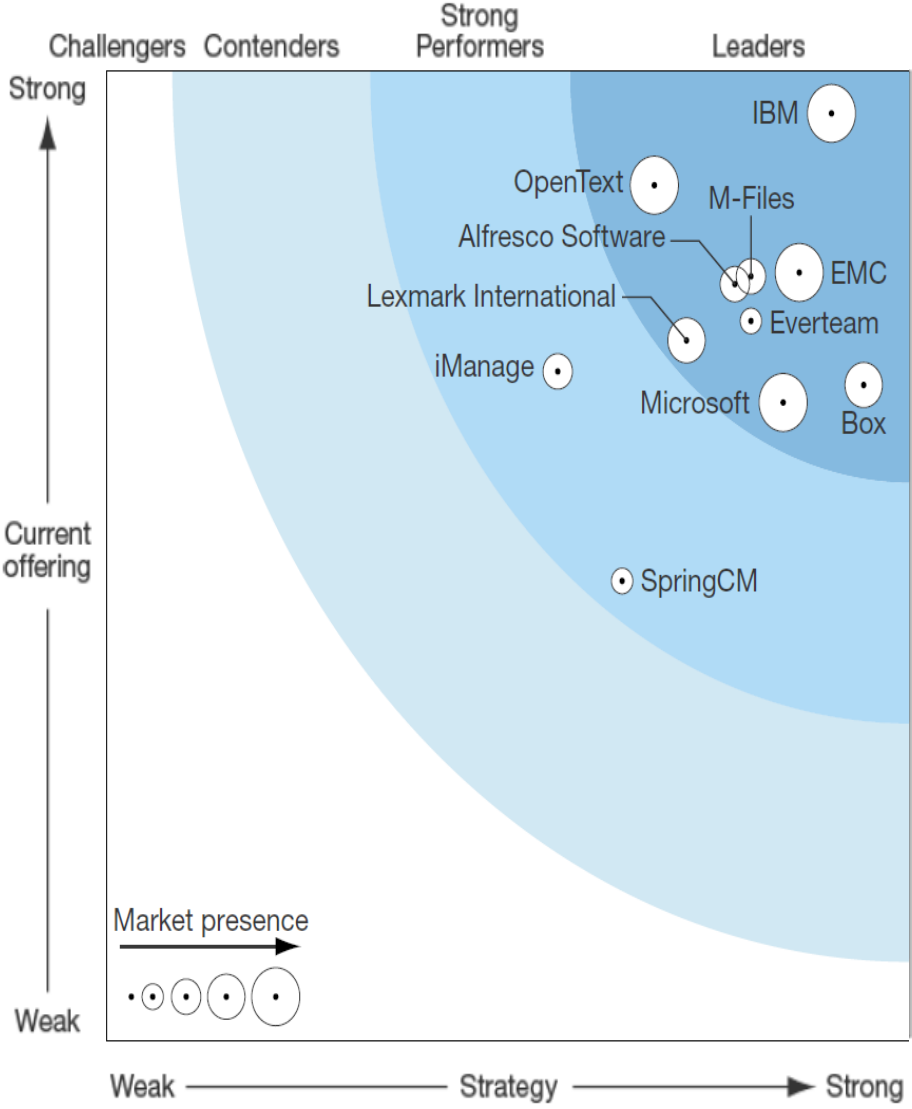 Strong
Challengers Contenders Performers Leaders
Strong
IBM
OpenText
M-Files
Alfresco Software
EMC
Lexmark International
Everteam
iManage
Microsoft
Box
Current
offering
SpringCM
Market presence
Weak
Weak Strategy Strong